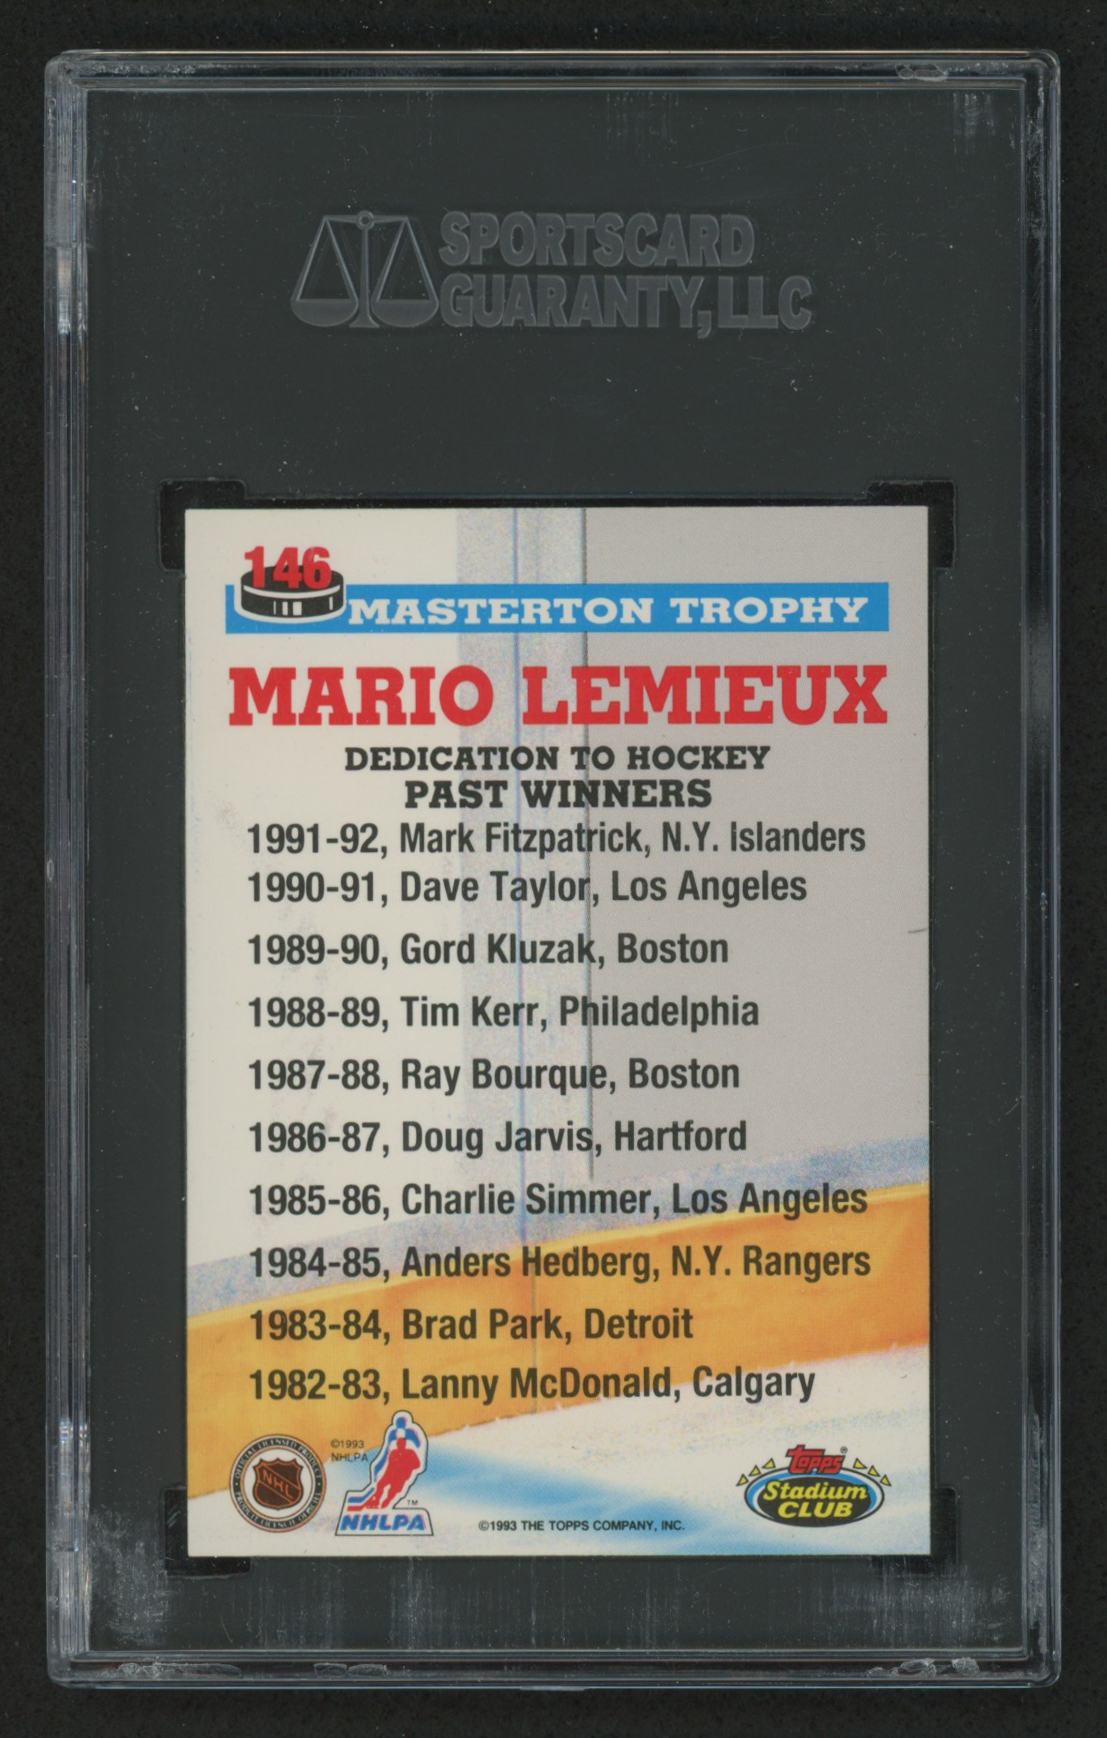 SPORTSCARD
GUARANTY, LLC
146
MASTERTON TROPHY
MARIO LEMIEUX
DEDICATION TO HOCKEY
PAST WINNERS
1991-92, Mark Fitzpatrick, N.Y. Islanders
1990-91, Dave Taylor, Los Angeles
1989-90, Gord Kluzak, Boston
1988-89, Tim Kerr, Philadelphia
1987-88, Ray Bourque, Boston
1986-87, Doug Jarvis, Hartford
1985-86, Charlie Simmer, Los Angeles
1984-85, Anders Hedberg, N.Y. Rangers
1983-84, Brad Park, Detroit
1982-83, Lanny McDonald, Calgary
©1993
NHLPA
NHL
TM
NHLPA
©1993 THE TOPPS COMPANY, INC.
Topps®
Stadium
CLUB